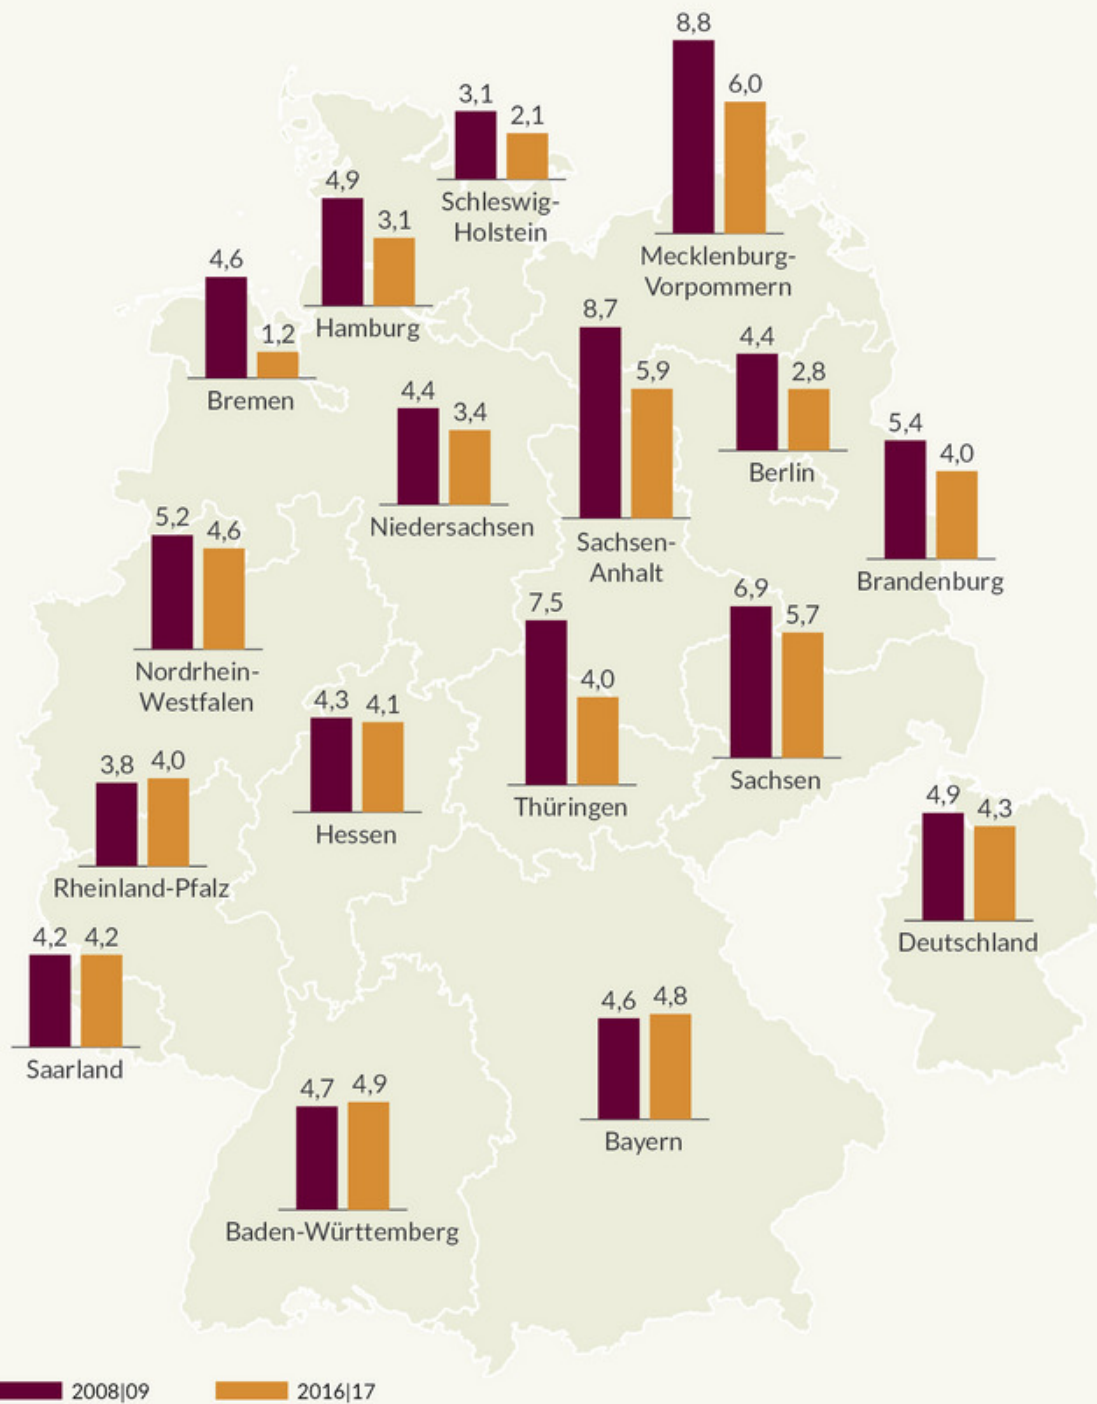 8,8
6,0
Mecklenburg-
Vorpommern
3,1
2,1
Schleswig-
Holstein
4,9
3,1
Hamburg
4,6
1,2
Bremen
8,7
5,9
Sachsen-
Anhalt
4,4
2,8
Berlin
4,4
3,4
Niedersachsen
5,4
4,0
Brandenburg
5,2
4,6
Nordrhein-
Westfalen
7,5
4,0
Thüringen
6,9
5,7
Sachsen
4,3
4,1
Hessen
3,8
4,0
Rheinland-Pfalz
4,9
4,3
Deutschland
4,2
4,2
Saarland
4,6
4,8
Bayern
4,7
4,9
Baden-Württemberg
2008|09
2016|17